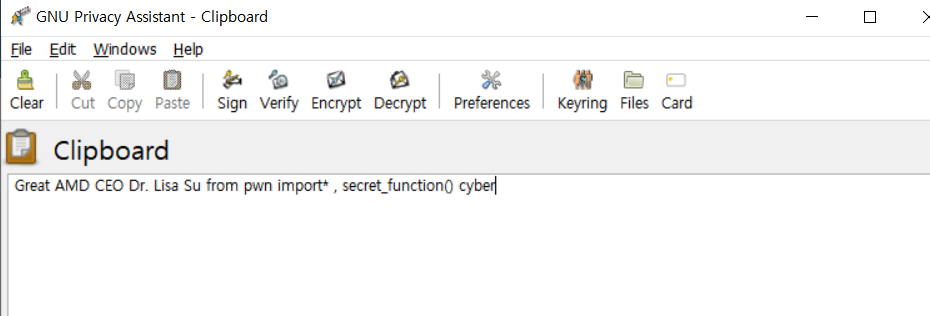 GNU Privacy Assistant - Clipboard
File Edit Windows Help
Clear Cut Copy Paste Sign Verify Encrypt Decrypt Preferences Keyring Files Card
Clipboard
Great AMD CEO Dr. Lisa Su from pwn import* , secret_function() cyber